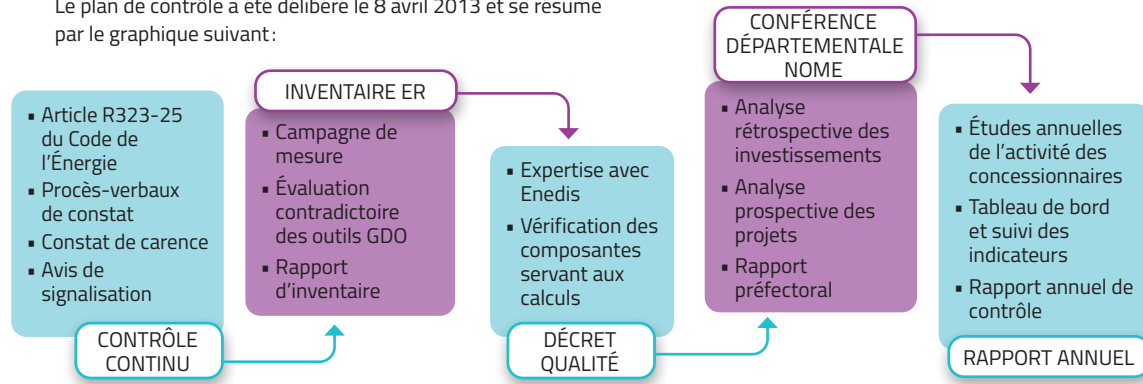 Le plan de contrôle a été délibéré le 8 avril 2013 et se résume
par le graphique suivant :
▪ Article R323-25
du Code de
l'Énergie
▪ Procès-verbaux
de constat
▪ Constat de carence
▪ Avis de
signalisation
CONTRÔLE
CONTINU
INVENTAIRE ER
▪ Campagne de
mesure
▪ Évaluation
contradictoire
des outils GDO
▪ Rapport
d'inventaire
▪ Expertise avec
Enedis
▪ Vérification des
composantes
servant aux
calculs
DÉCRET
QUALITÉ
CONFÉRENCE
DÉPARTEMENTALE
NOME
▪ Analyse
rétrospective des
investissements
▪ Analyse
prospective des
projets
▪ Rapport
préfectoral
▪ Études annuelles
de l'activité des
concessionnaires
▪ Tableau de bord
et suivi des
indicateurs
▪ Rapport annuel de
contrôle
RAPPORT ANNUEL